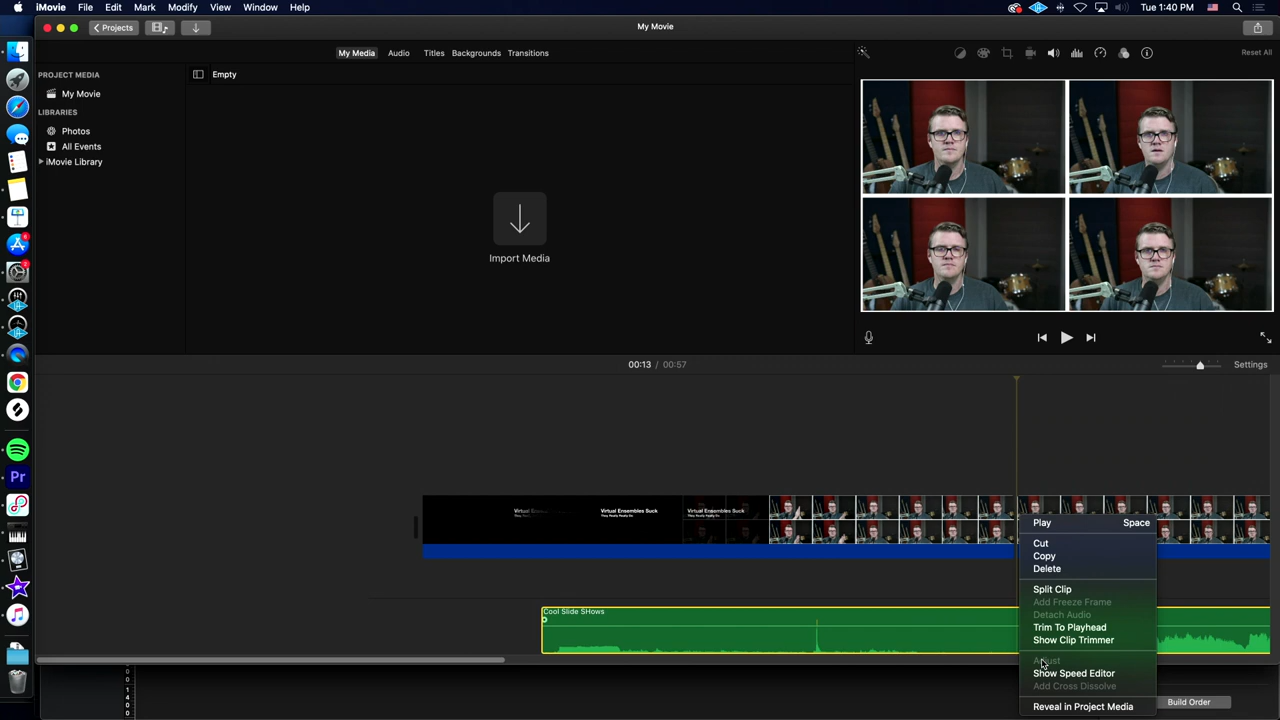 iMovie File Edit Mark Modify View Window Help
Tue 1:40 PM
Projects
My Movie
My Media Audio Titles Backgrounds Transitions
Reset All
PROJECT MEDIA
Empty
My Movie
LIBRARIES
Photos
All Events
iMovie Library
Import Media
00:13 / 00:57
Settings
Virtual Ensembles Suck
Virtual Ensembles Suck
Play Space
Cut
Copy
Delete
Split Clip
Add Freeze Frame
Detach Audio
Trim To Playhead
Show Clip Trimmer
Adjust
Show Speed Editor
Add Cross Dissolve
Reveal in Project Media
Cool Slide SHows
Build Order
Pr